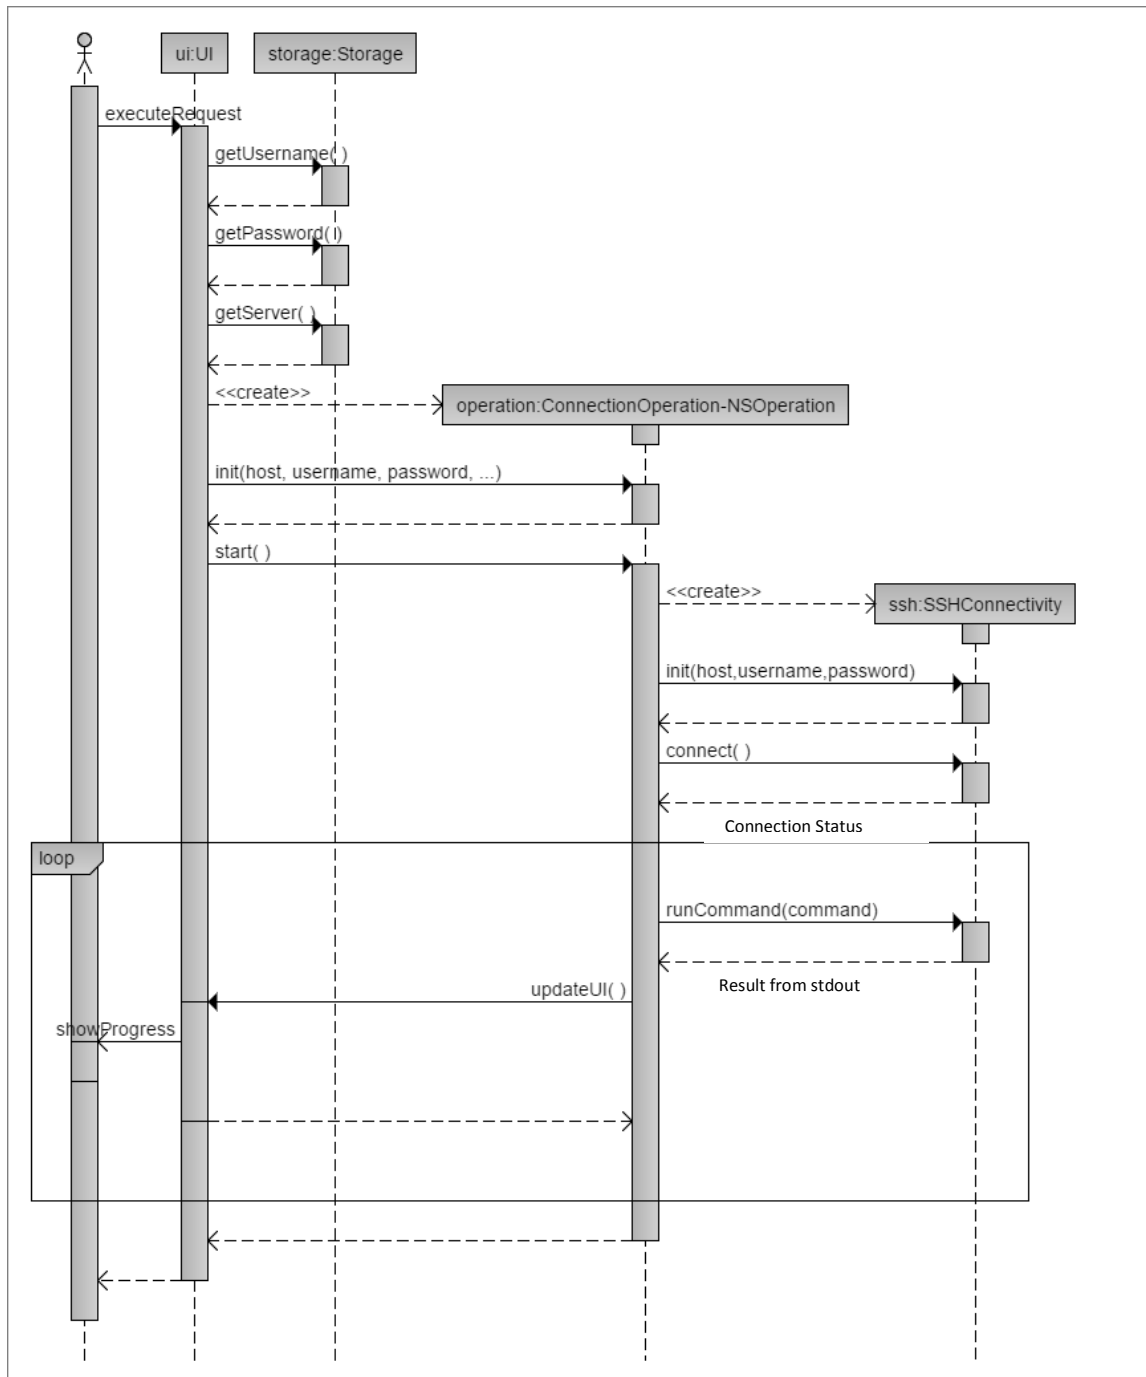 ui:UI
storage:Storage
executeRequest
getUsername( )
getPassword( )
getServer( )
<<create>>
operation:ConnectionOperation-NSOperation
init(host, username, password, ...)
start( )
<<create>>
ssh:SSHConnectivity
init(host,username,password)
connect( )
Connection Status
loop
runCommand(command)
Result from stdout
updateUI( )
showProgress